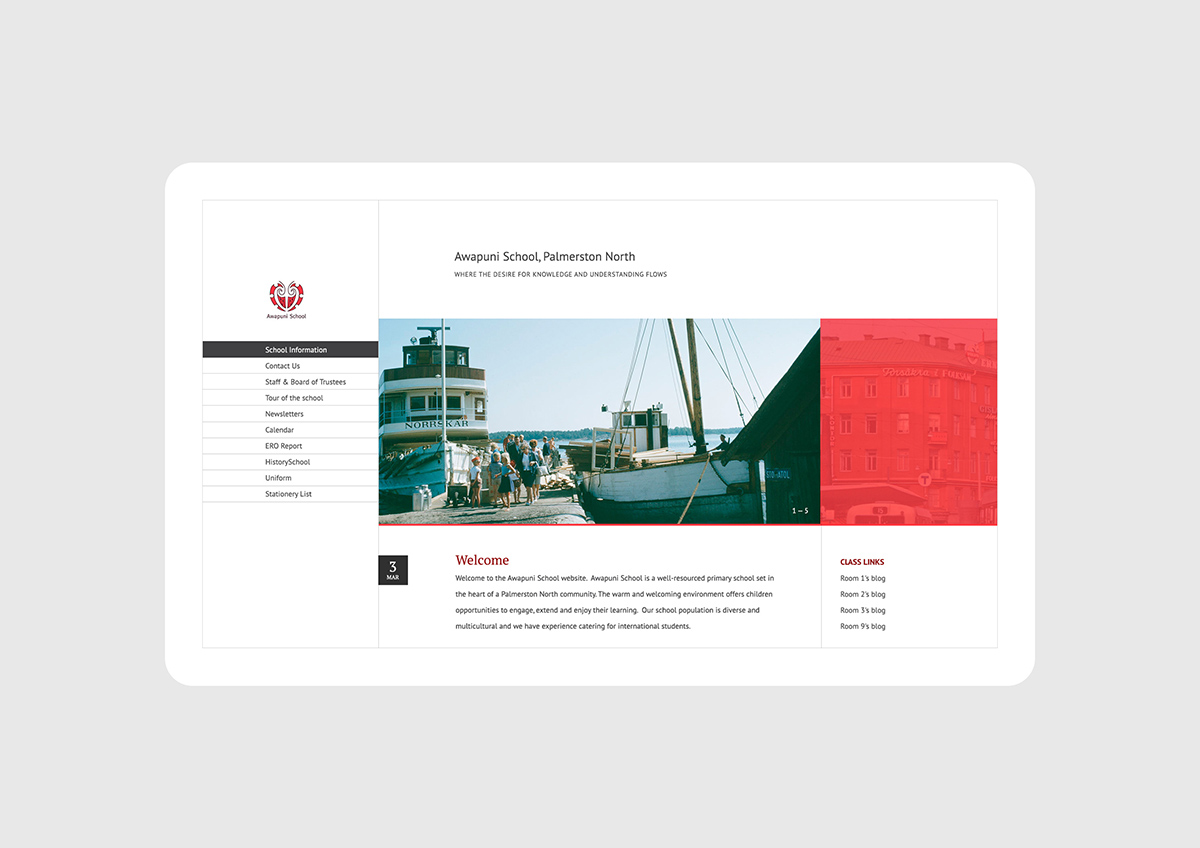 Awapuni School, Palmerston North
WHERE THE DESIRE FOR KNOWLEDGE AND UNDERSTANDING FLOWS
Awapuni School
School Information
Contact Us
Staff & Board of Trustees
Tour of the school
Newsletters
Calendar
ERO Report
HistorySchool
Uniform
Stationery List
NORRSKÄR
1 – 5
T
3
MAR
Welcome
Welcome to the Awapuni School website. Awapuni School is a well-resourced primary school set in
the heart of a Palmerston North community. The warm and welcoming environment offers children
opportunities to engage, extend and enjoy their learning. Our school population is diverse and
multicultural and we have experience catering for international students.
CLASS LINKS
Room 1's blog
Room 2's blog
Room 3's blog
Room 9's blog